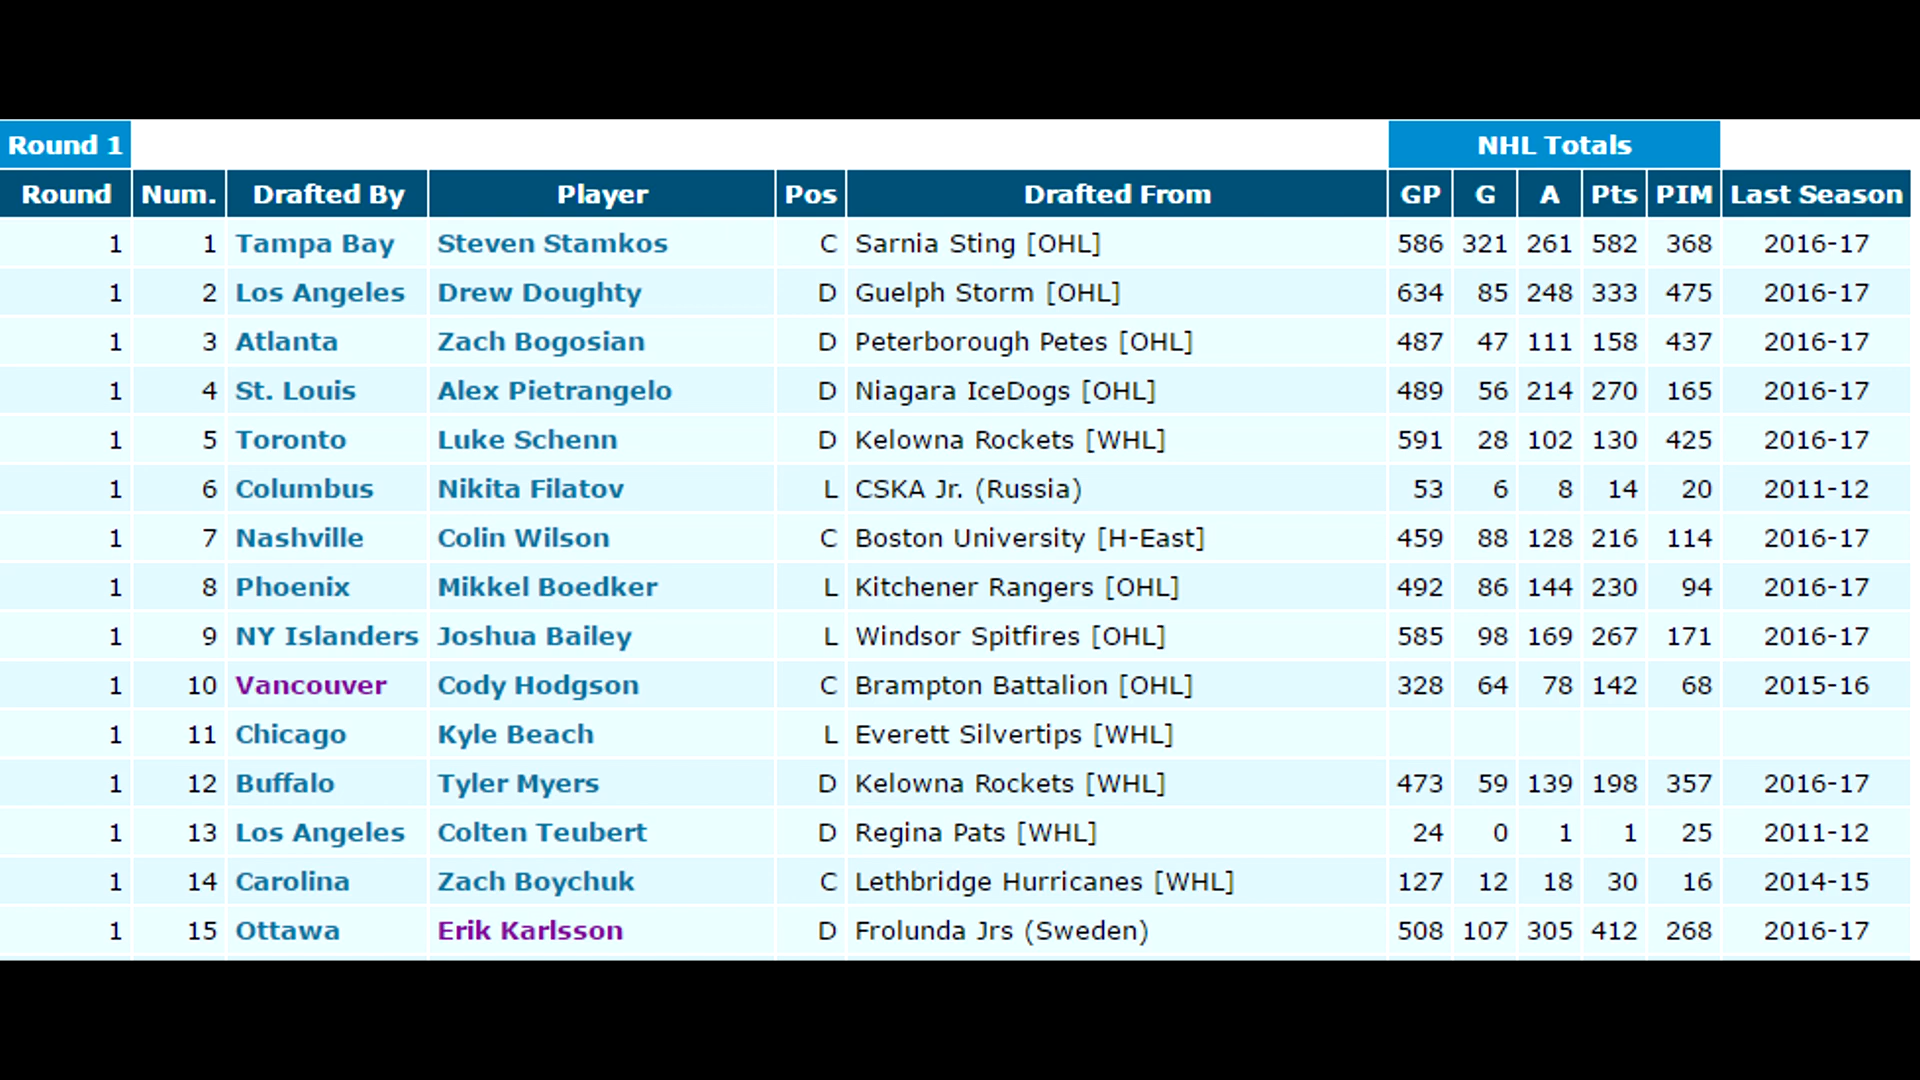 Round 1 NHL Totals
Round Num. Drafted By Player Pos Drafted From GP G A Pts PIM Last Season
1 1 Tampa Bay Steven Stamkos C Sarnia Sting [OHL] 586 321 261 582 368 2016-17
1 2 Los Angeles Drew Doughty D Guelph Storm [OHL] 634 85 248 333 475 2016-17
1 3 Atlanta Zach Bogosian D Peterborough Petes [OHL] 487 47 111 158 437 2016-17
1 4 St. Louis Alex Pietrangelo D Niagara IceDogs [OHL] 489 56 214 270 165 2016-17
1 5 Toronto Luke Schenn D Kelowna Rockets [WHL] 591 28 102 130 425 2016-17
1 6 Columbus Nikita Filatov L CSKA Jr. (Russia) 53 6 8 14 20 2011-12
1 7 Nashville Colin Wilson C Boston University [H-East] 459 88 128 216 114 2016-17
1 8 Phoenix Mikkel Boedker L Kitchener Rangers [OHL] 492 86 144 230 94 2016-17
1 9 NY Islanders Joshua Bailey L Windsor Spitfires [OHL] 585 98 169 267 171 2016-17
1 10 Vancouver Cody Hodgson C Brampton Battalion [OHL] 328 64 78 142 68 2015-16
1 11 Chicago Kyle Beach L Everett Silvertips [WHL]
1 12 Buffalo Tyler Myers D Kelowna Rockets [WHL] 473 59 139 198 357 2016-17
1 13 Los Angeles Colten Teubert D Regina Pats [WHL] 24 0 1 1 25 2011-12
1 14 Carolina Zach Boychuk C Lethbridge Hurricanes [WHL] 127 12 18 30 16 2014-15
1 15 Ottawa Erik Karlsson D Frolunda Jrs (Sweden) 508 107 305 412 268 2016-17